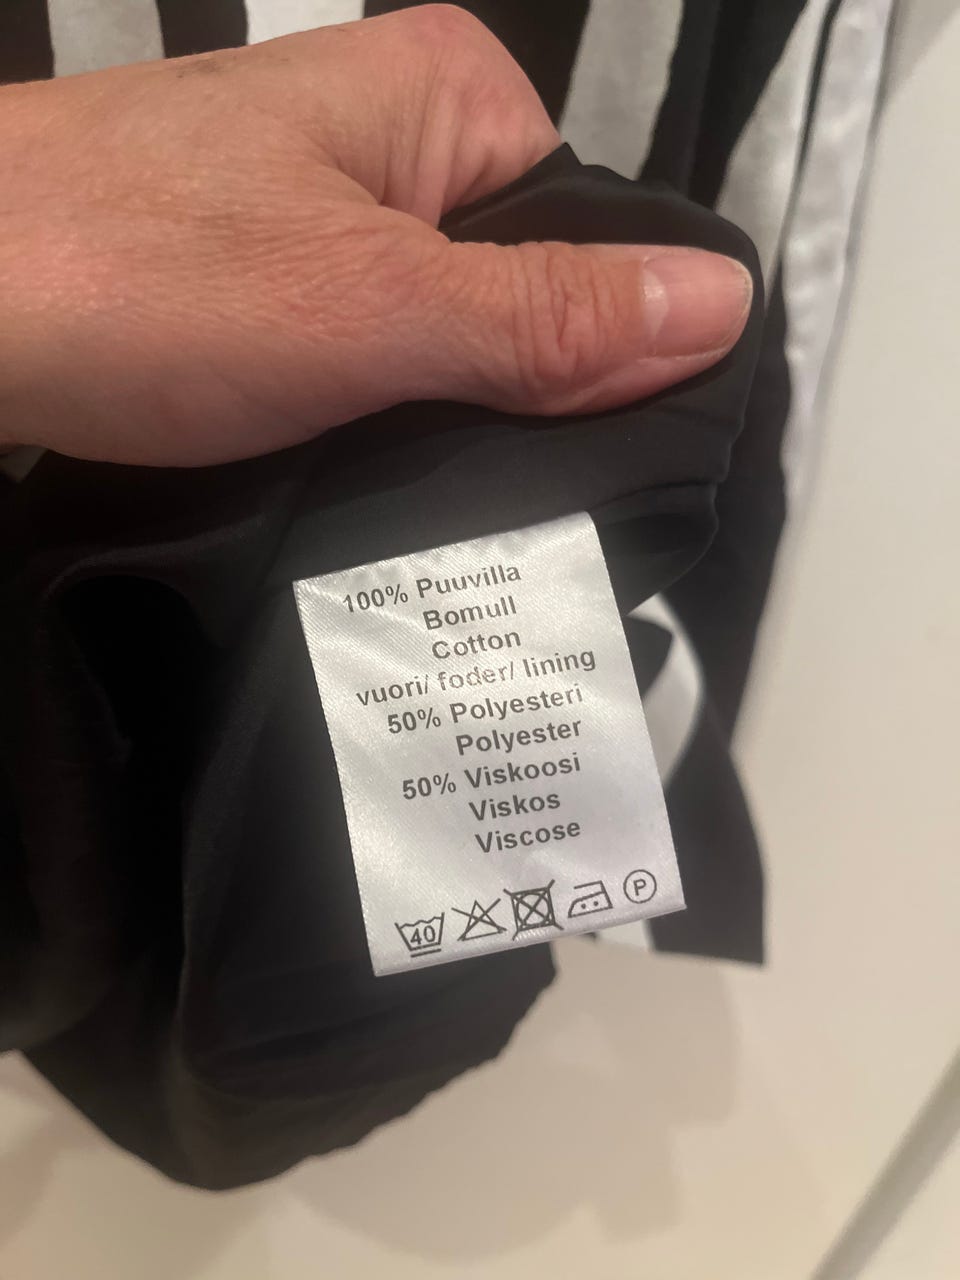 100% Puuvilla
Bomull
Cotton
vuori/ foder/ lining
50% Polyesteri
Polyester
50% Viskoosi
Viskos
Viscose
40 P